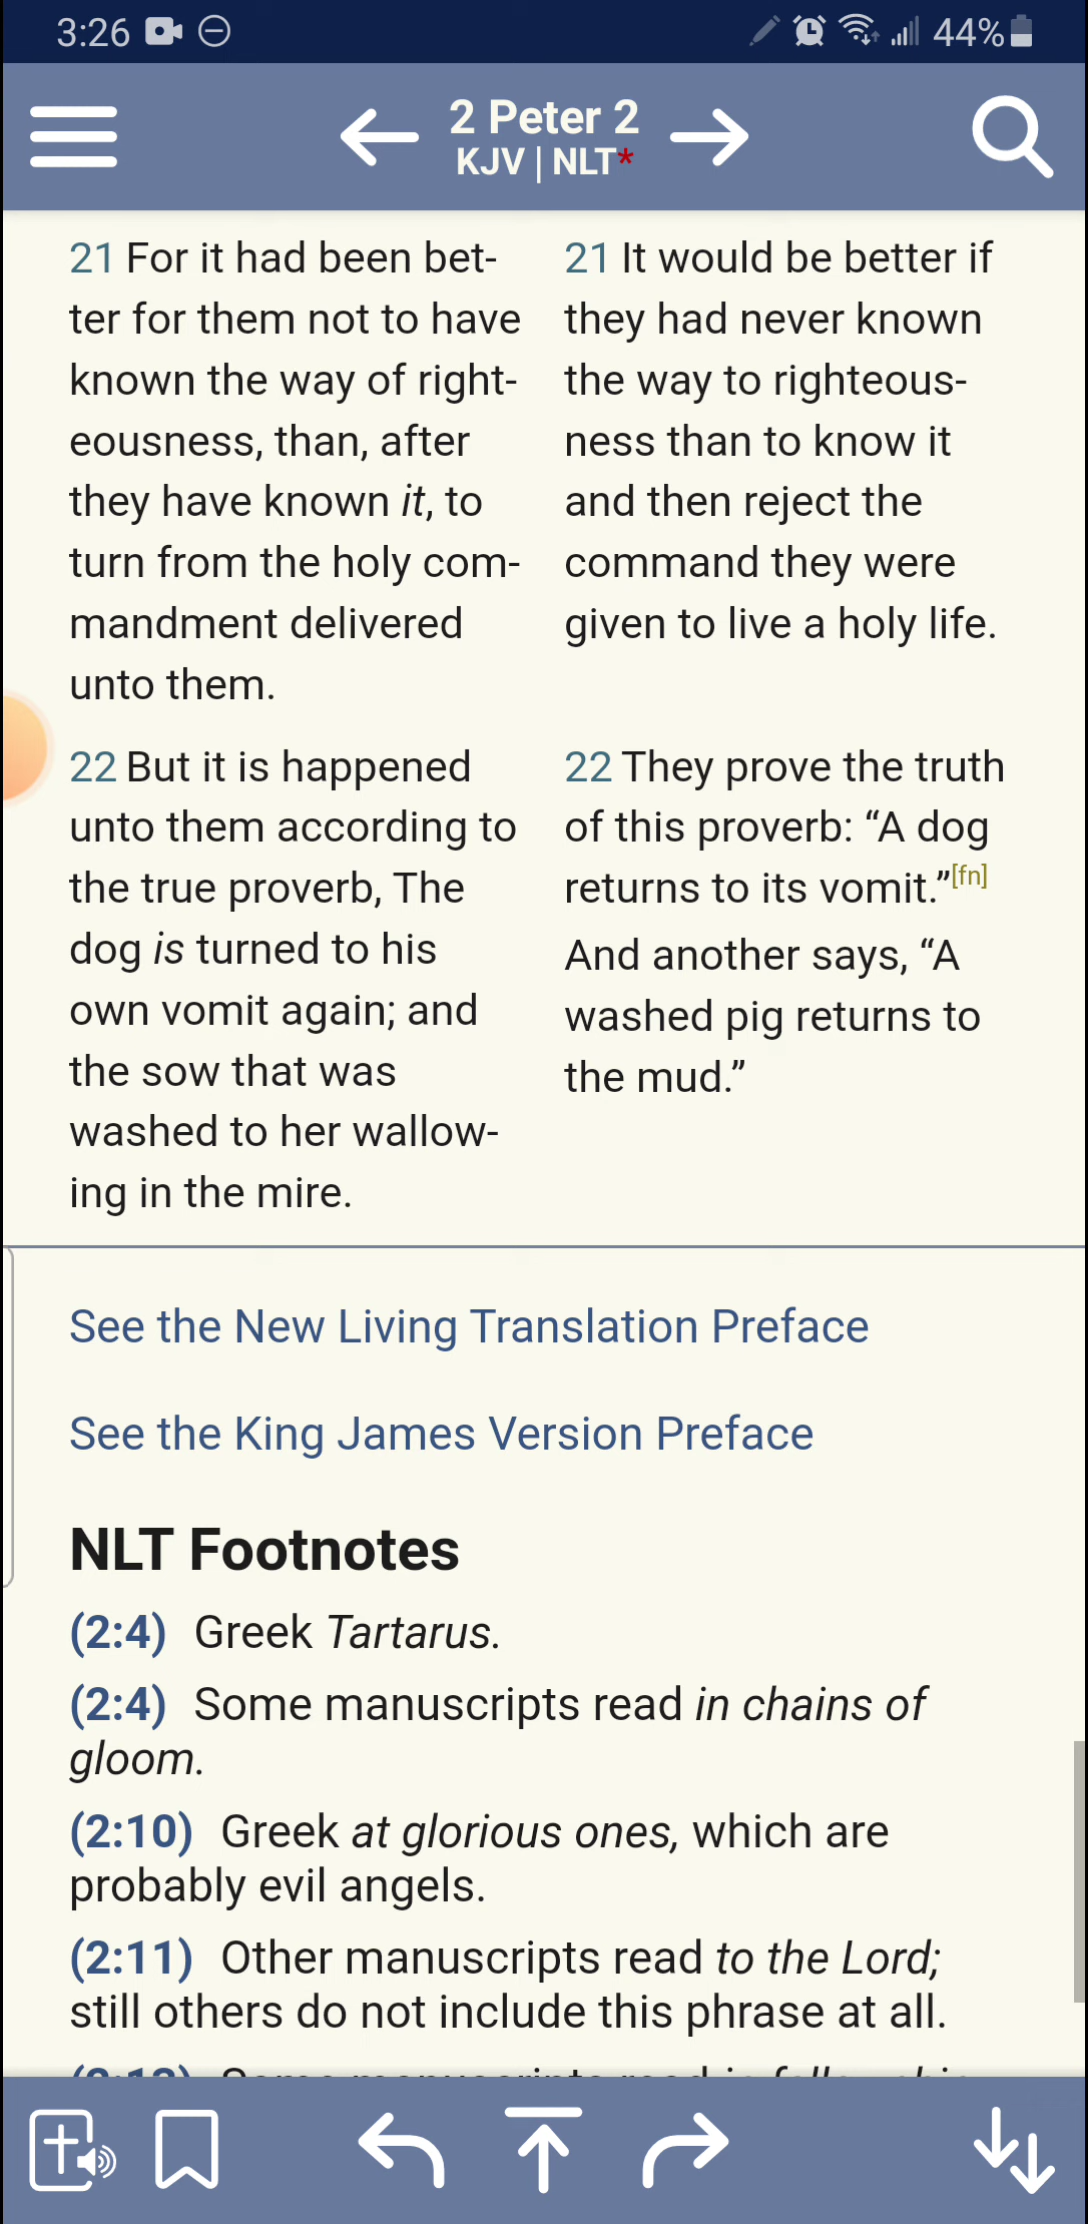 3:26
44%
2 Peter 2
KJV | NLT*
21 For it had been bet-
ter for them not to have
known the way of right-
eousness, than, after
they have known it, to
turn from the holy com-
mandment delivered
unto them.
22 But it is happened
unto them according to
the true proverb, The
dog is turned to his
own vomit again; and
the sow that was
washed to her wallow-
ing in the mire.
21 It would be better if
they had never known
the way to righteous-
ness than to know it
and then reject the
command they were
given to live a holy life.
22 They prove the truth
of this proverb: “A dog
returns to its vomit.”[fn]
And another says, “A
washed pig returns to
the mud.”
See the New Living Translation Preface
See the King James Version Preface
NLT Footnotes
(2:4) Greek Tartarus.
(2:4) Some manuscripts read in chains of
gloom.
(2:10) Greek at glorious ones, which are
probably evil angels.
(2:11) Other manuscripts read to the Lord;
still others do not include this phrase at all.